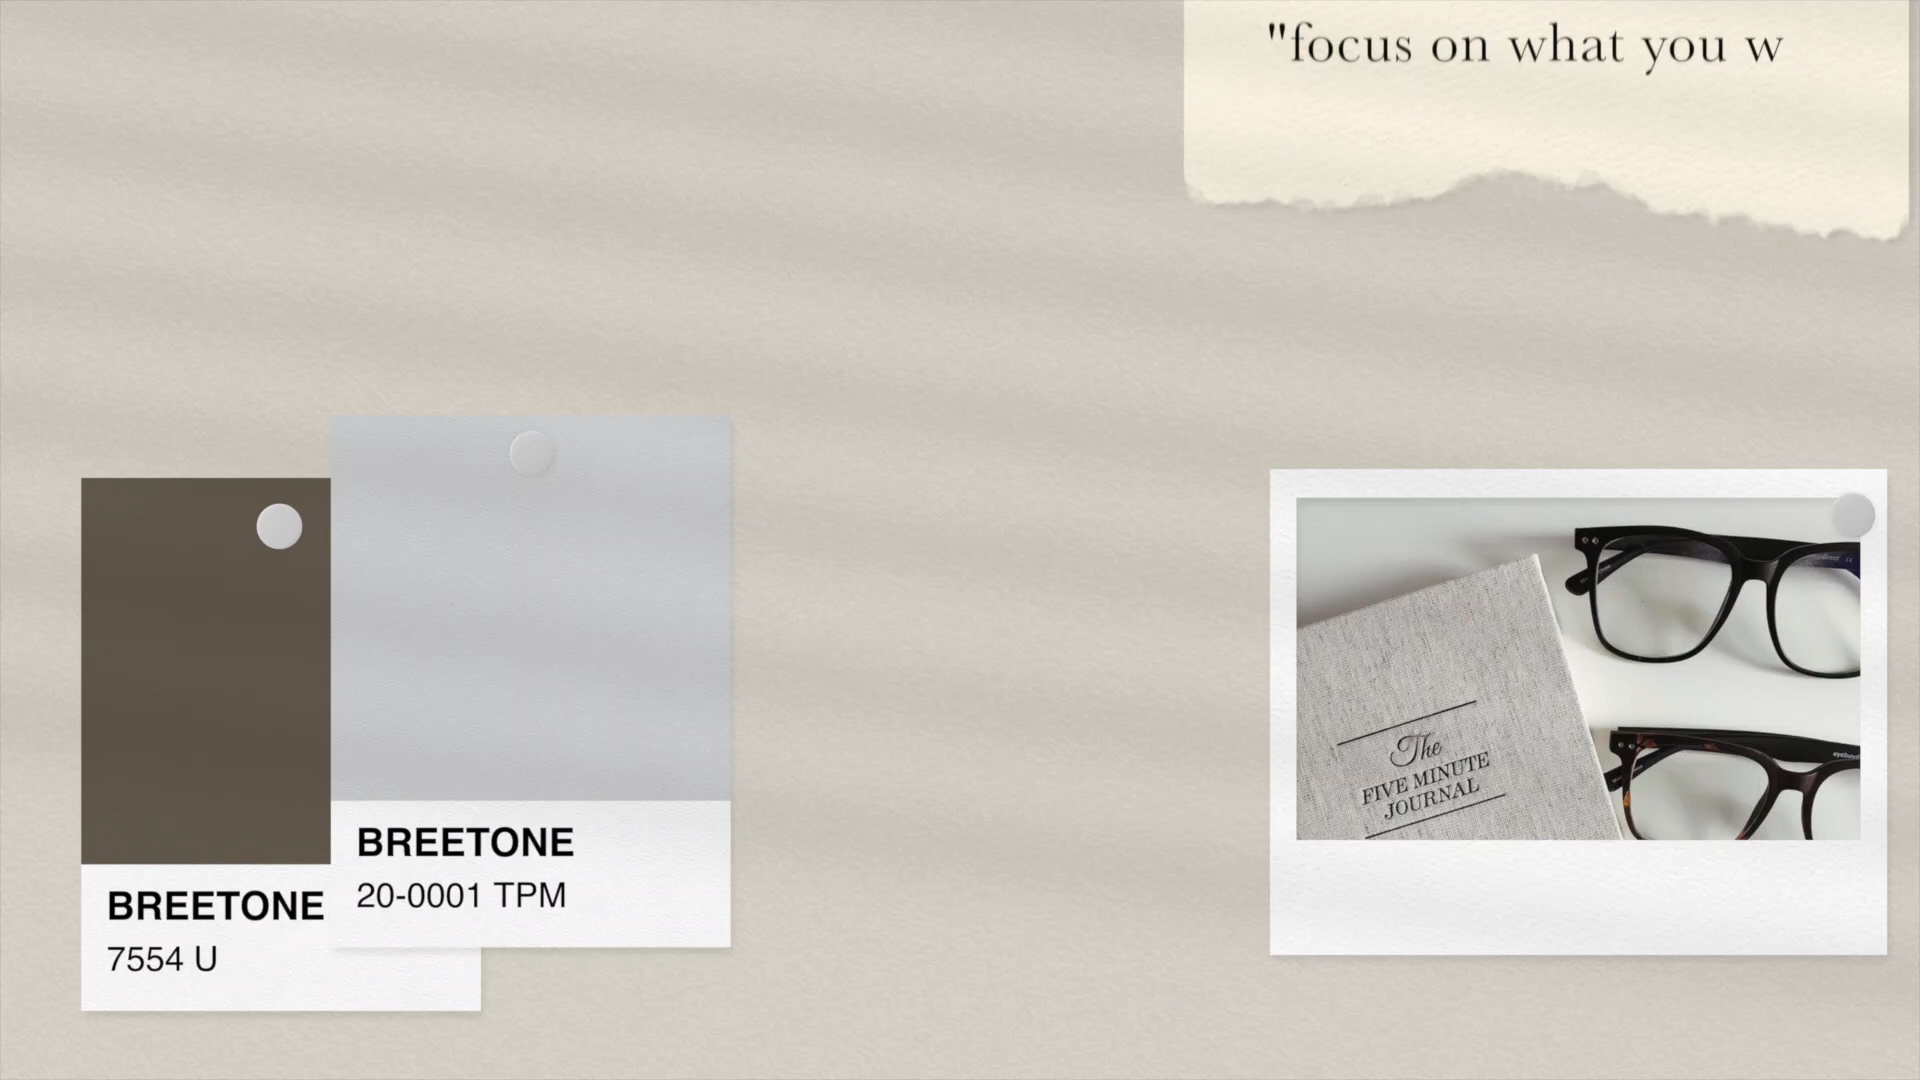 "focus on what you w
BREETONE
20-0001 TPM
BREETONE
7554 U
The
FIVE MINUTE
JOURNAL